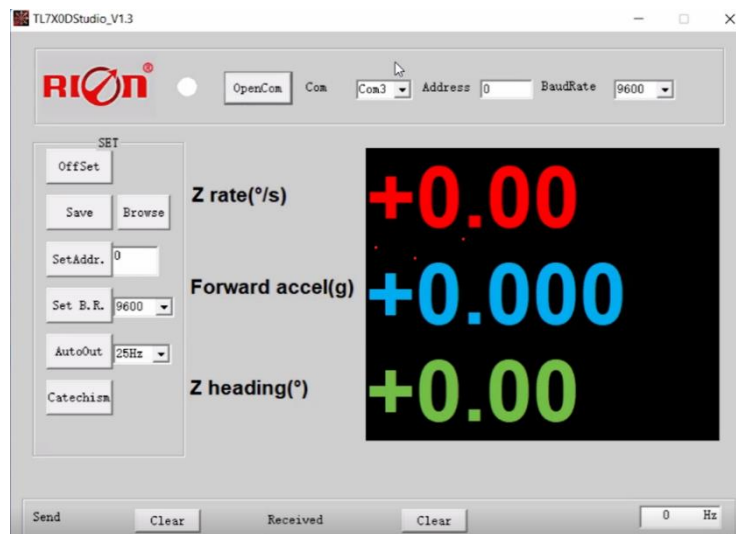 TL7X0DStudio_V1.3
RION®
OpenCom Com Com3 Address 0 BaudRate 9600
SET
OffSet
Z rate(°/s) +0.00
Save Browse
SetAddr. 0
Forward accel(g) +0.000
Set B.R. 9600
AutoOut 25Hz
Z heading(°) +0.00
Catechism
Send Clear Received Clear 0 Hz